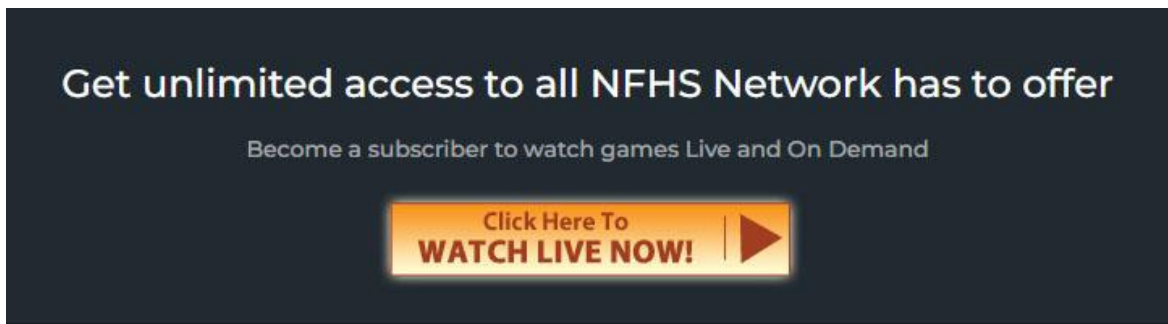 Get unlimited access to all NFHS Network has to offer
Become a subscriber to watch games Live and On Demand
Click Here To
WATCH LIVE NOW!